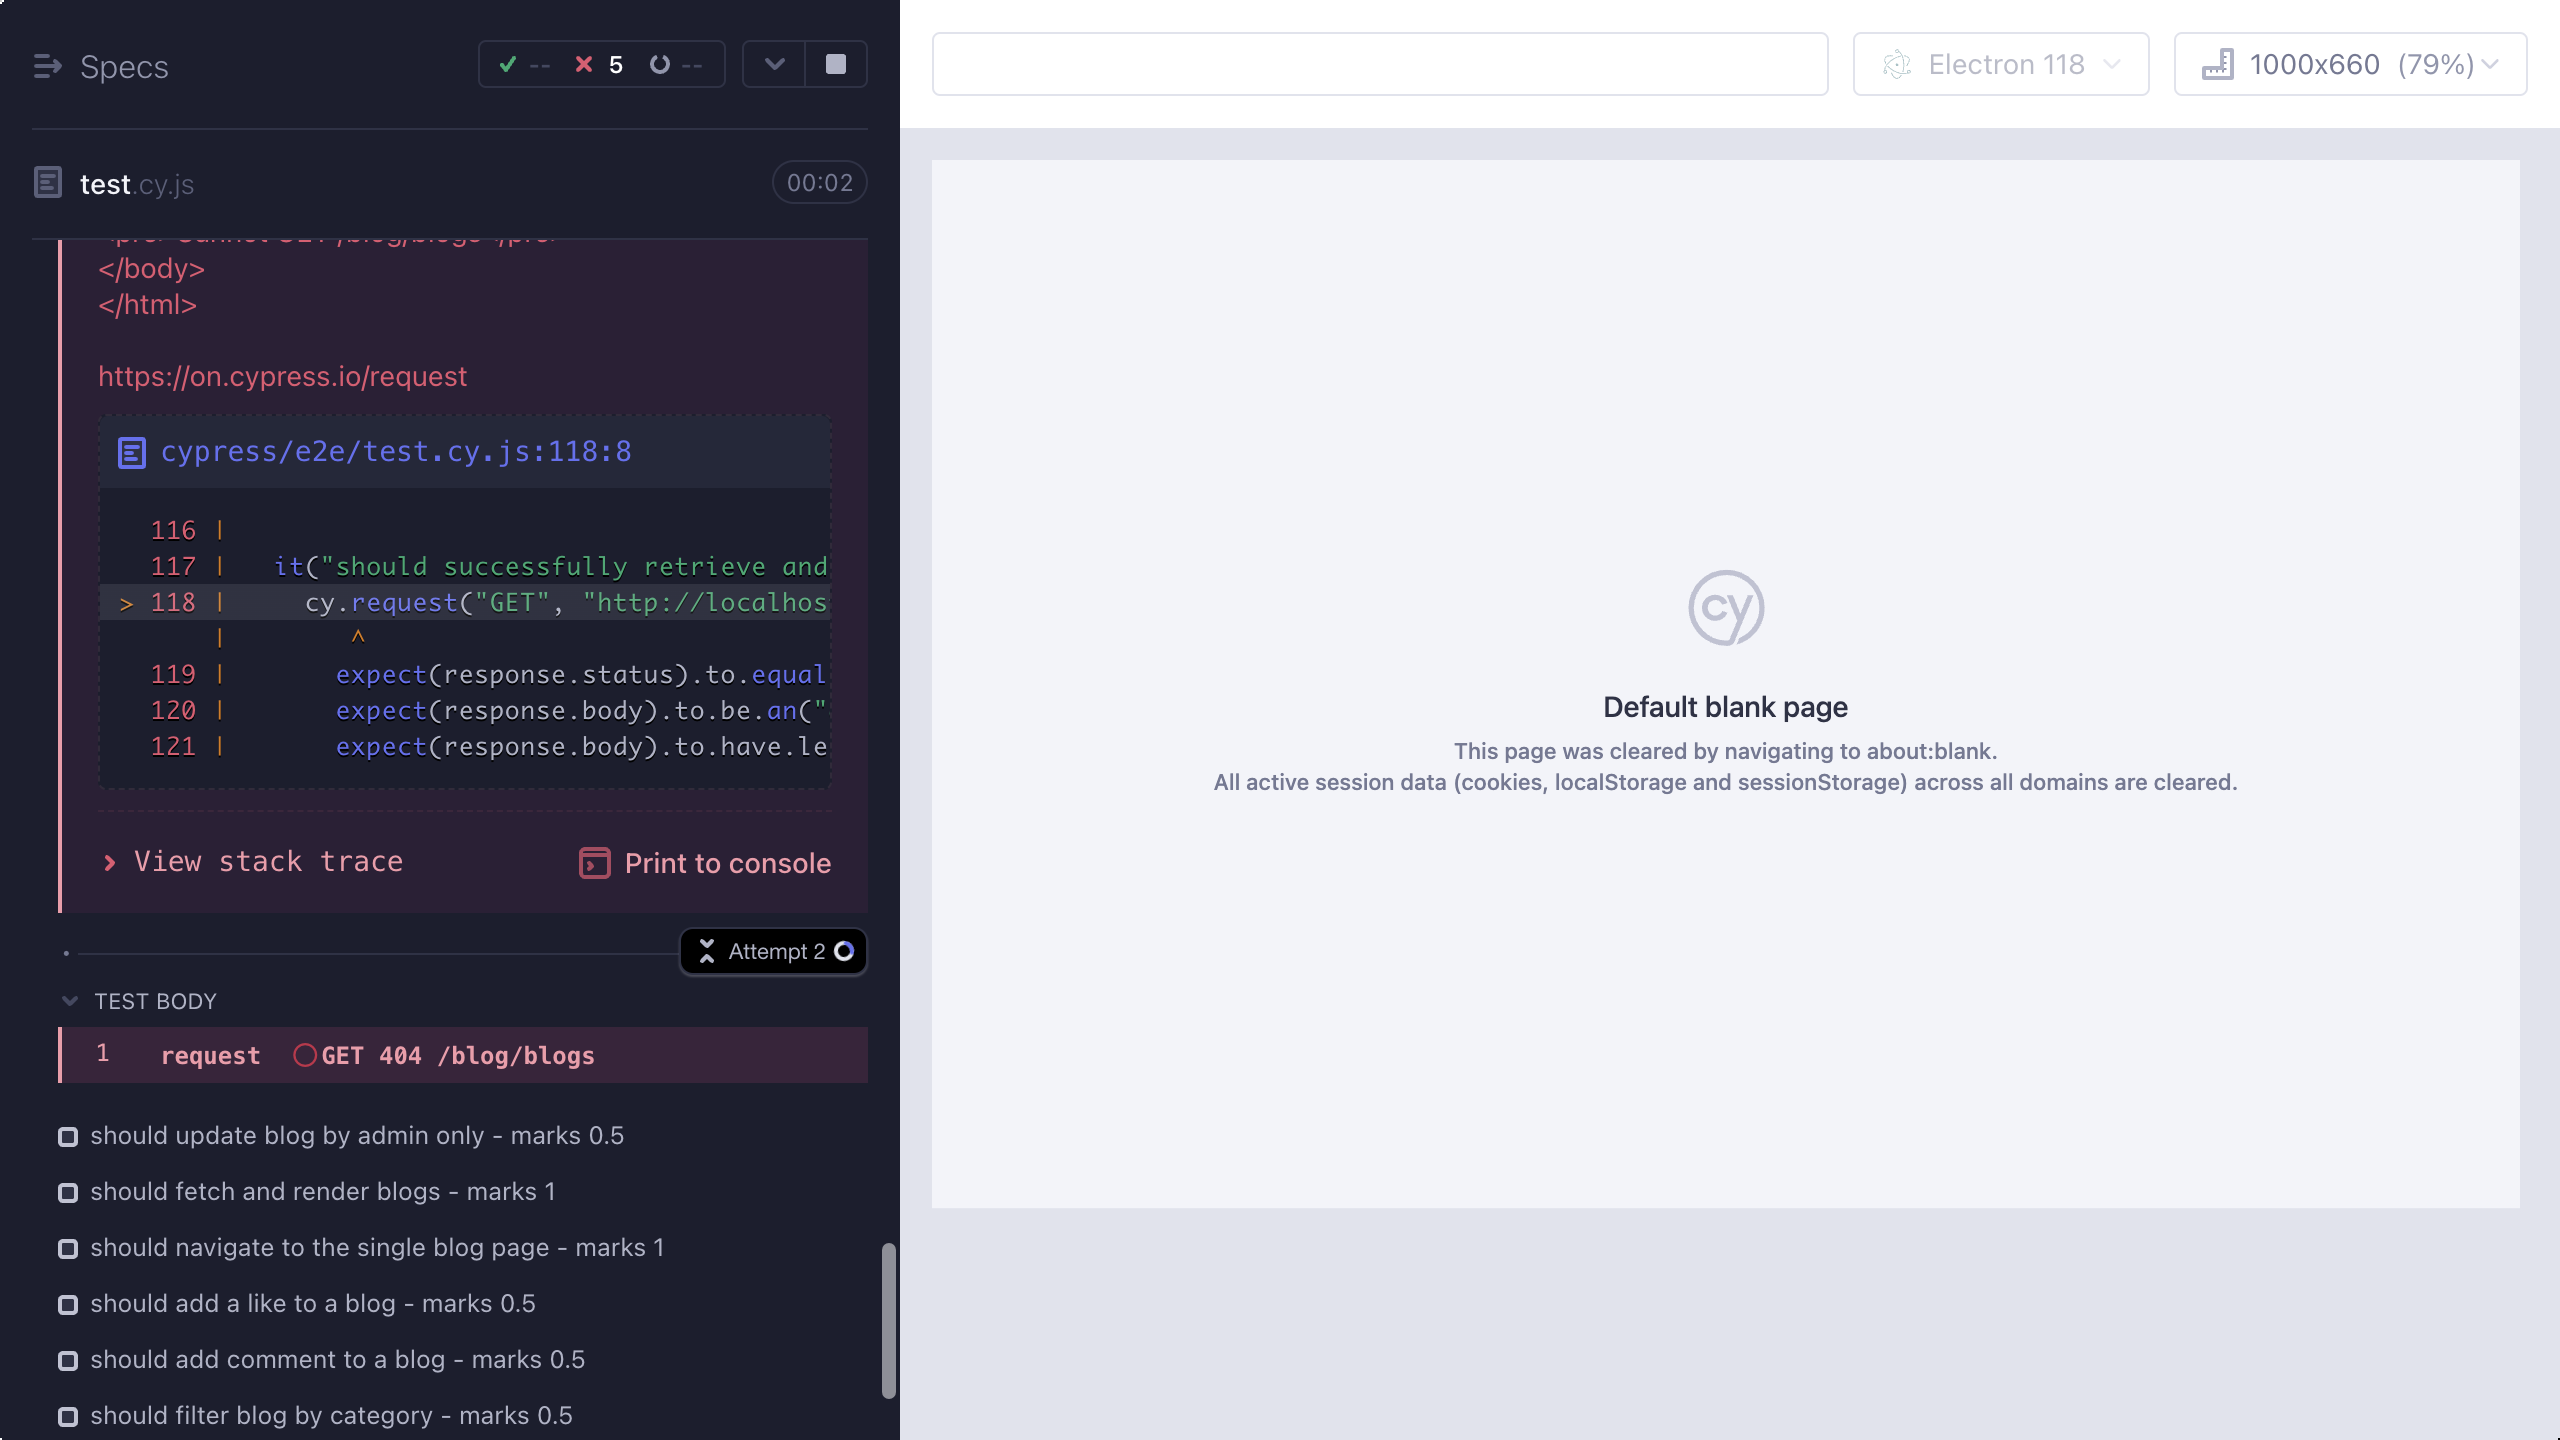 Specs
-- 5 --
test.cy.js
00:02
<pre>Cannot GET /blog/blogs</pre>
</body>
</html>
https://on.cypress.io/request
cypress/e2e/test.cy.js:118:8
116 |
117 | it("should successfully retrieve and
> 118 | cy.request("GET", "http://localhos
| ^
119 | expect(response.status).to.equal
120 | expect(response.body).to.be.an("
121 | expect(response.body).to.have.le
View stack trace
Print to console
Attempt 2
TEST BODY
1 request GET 404 /blog/blogs
should update blog by admin only - marks 0.5
should fetch and render blogs - marks 1
should navigate to the single blog page - marks 1
should add a like to a blog - marks 0.5
should add comment to a blog - marks 0.5
should filter blog by category - marks 0.5
Electron 118
1000x660 (79%)
cy
Default blank page
This page was cleared by navigating to about:blank.
All active session data (cookies, localStorage and sessionStorage) across all domains are cleared.